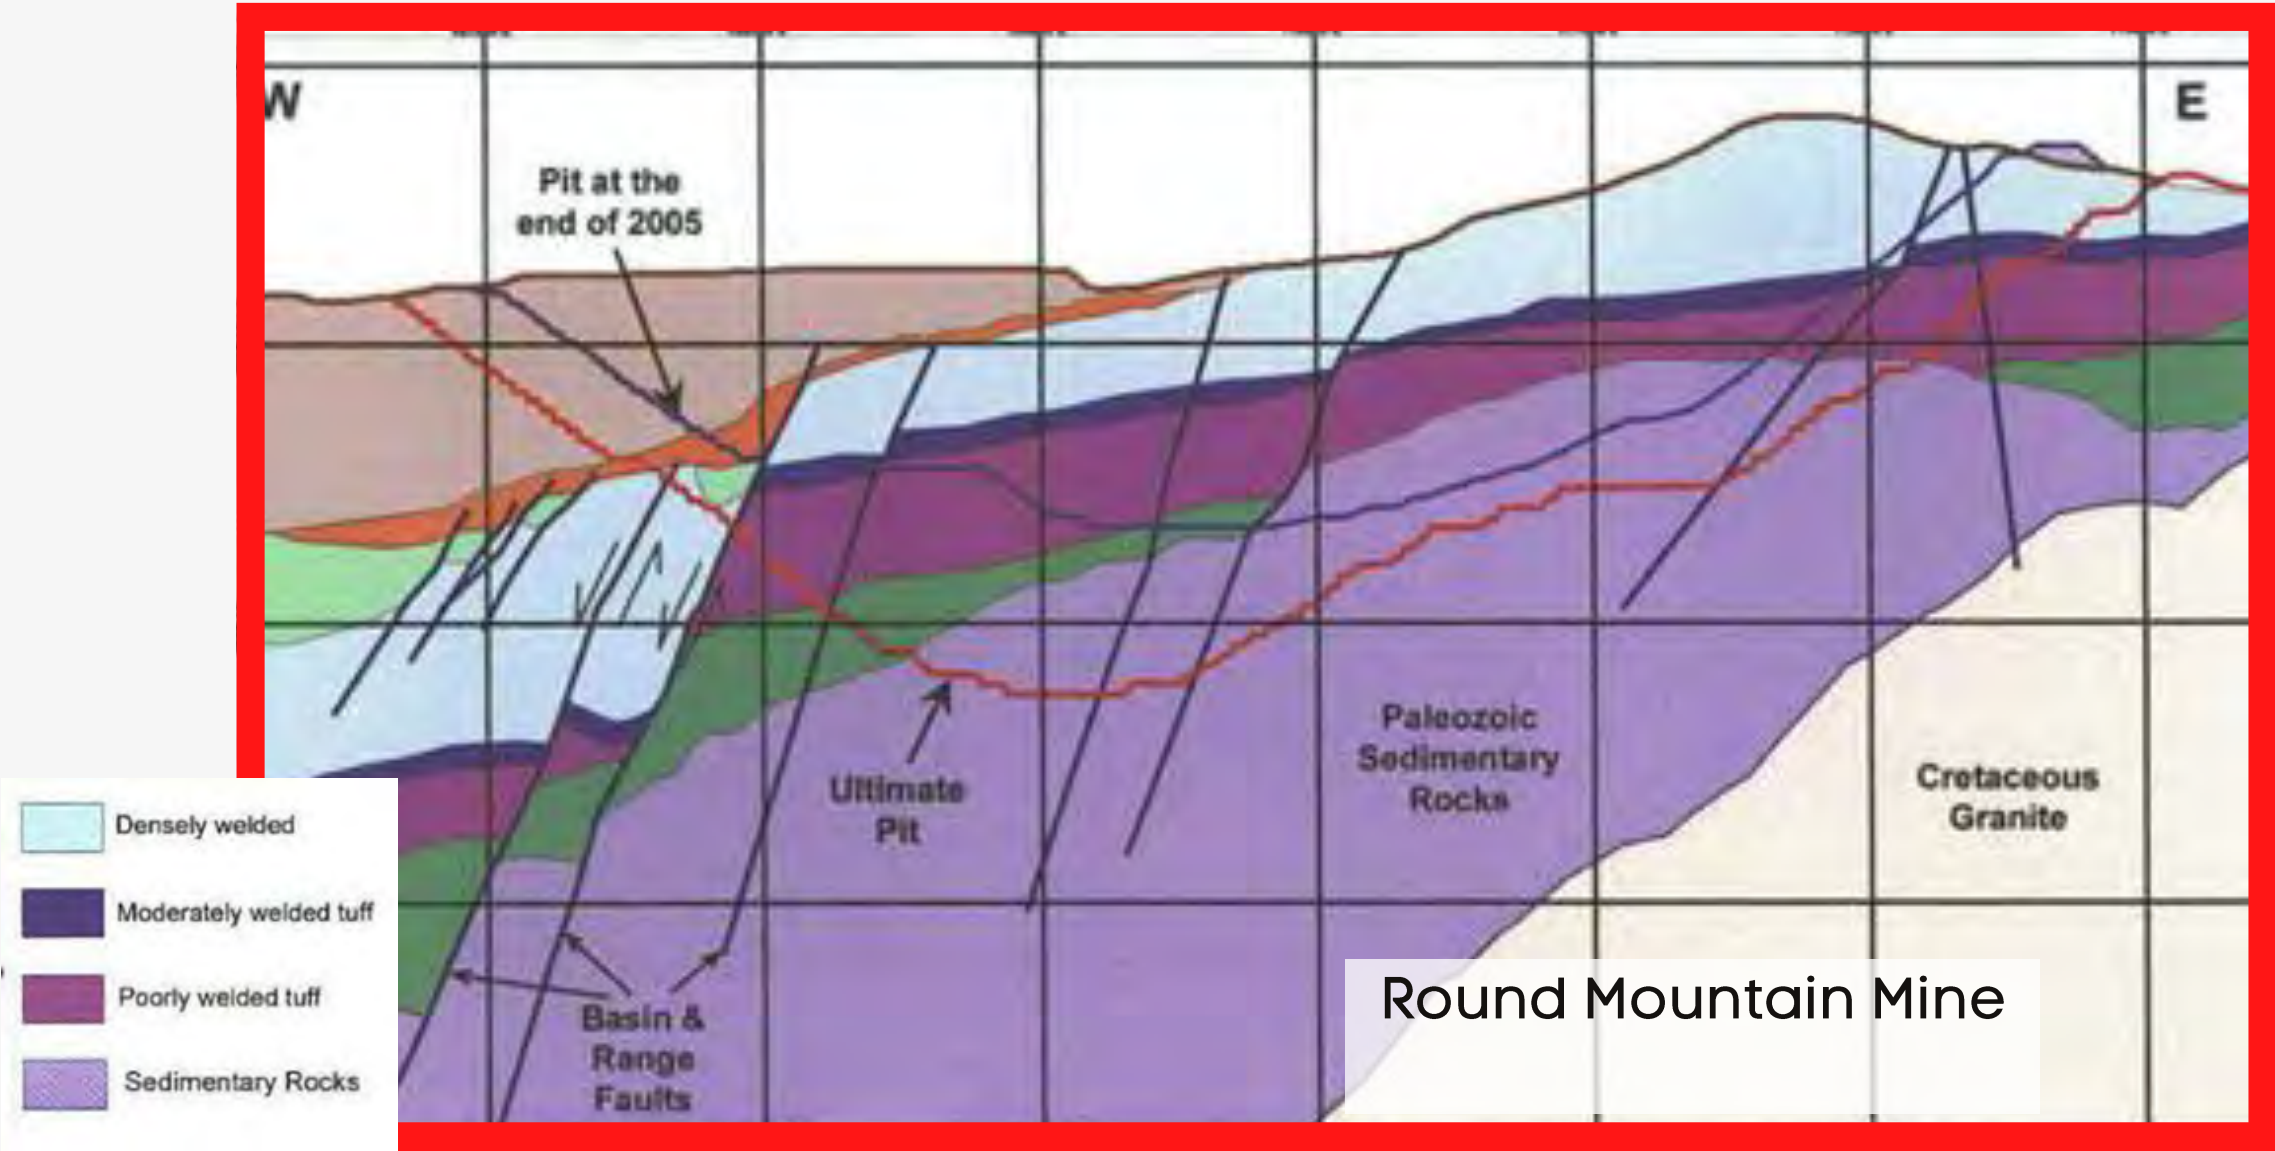 W
E
Pit at the
end of 2005
Ultimate
Pit
Paleozoic
Sedimentary
Rocks
Cretaceous
Granite
Basin &
Range
Faults
Densely welded
Moderately welded tuff
Poorly welded tuff
Sedimentary Rocks
Round Mountain Mine